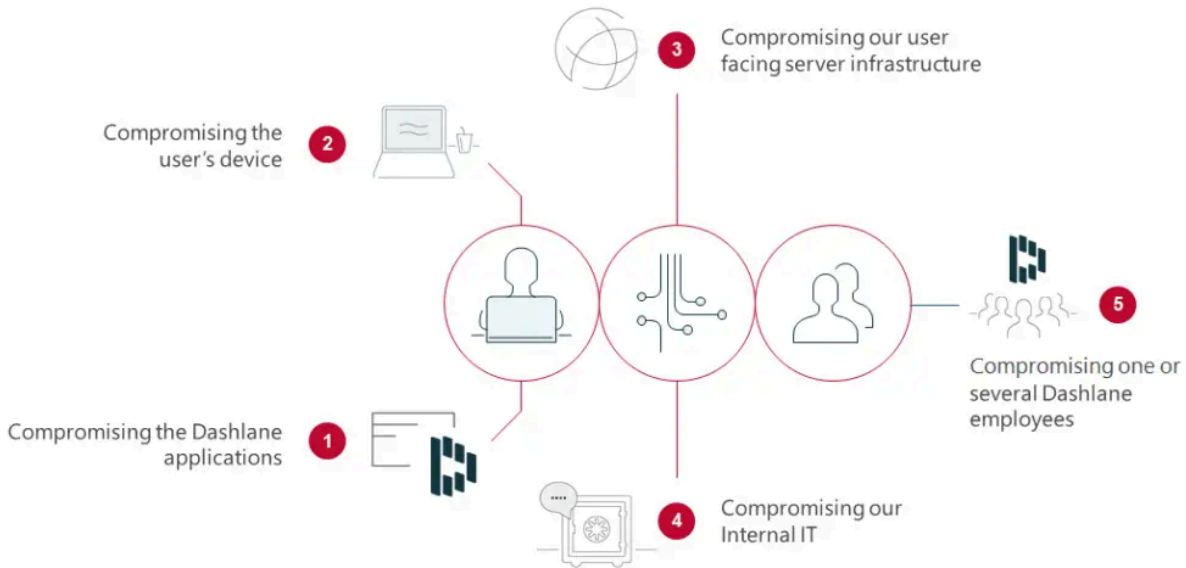 3
Compromising our user
facing server infrastructure
Compromising the
user's device
2
5
Compromising one or
several Dashlane
employees
Compromising the Dashlane
applications
1
4
Compromising our
Internal IT